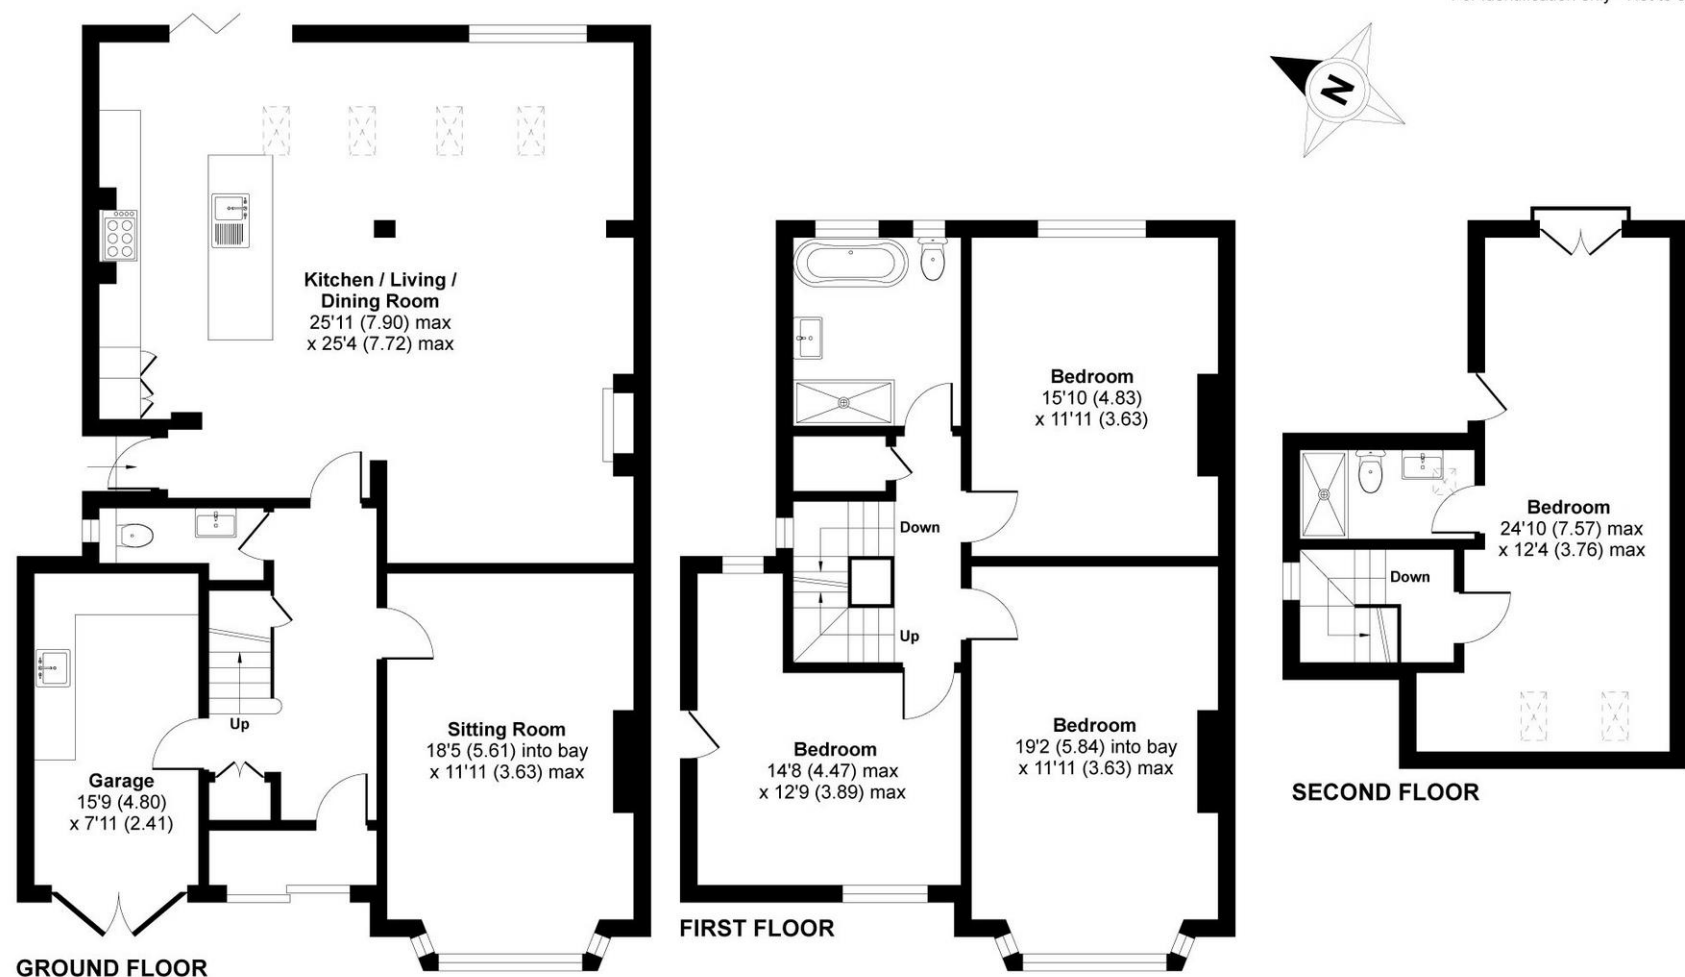 N
Kitchen / Living /
Dining Room
25'11 (7.90) max
x 25'4 (7.72) max
Up
Garage
15'9 (4.80)
x 7'11 (2.41)
Sitting Room
18'5 (5.61) into bay
x 11'11 (3.63) max
GROUND FLOOR
Bedroom
15'10 (4.83)
x 11'11 (3.63)
Down
Up
Bedroom
14'8 (4.47) max
x 12'9 (3.89) max
Bedroom
19'2 (5.84) into bay
x 11'11 (3.63) max
FIRST FLOOR
Bedroom
24'10 (7.57) max
x 12'4 (3.76) max
Down
SECOND FLOOR